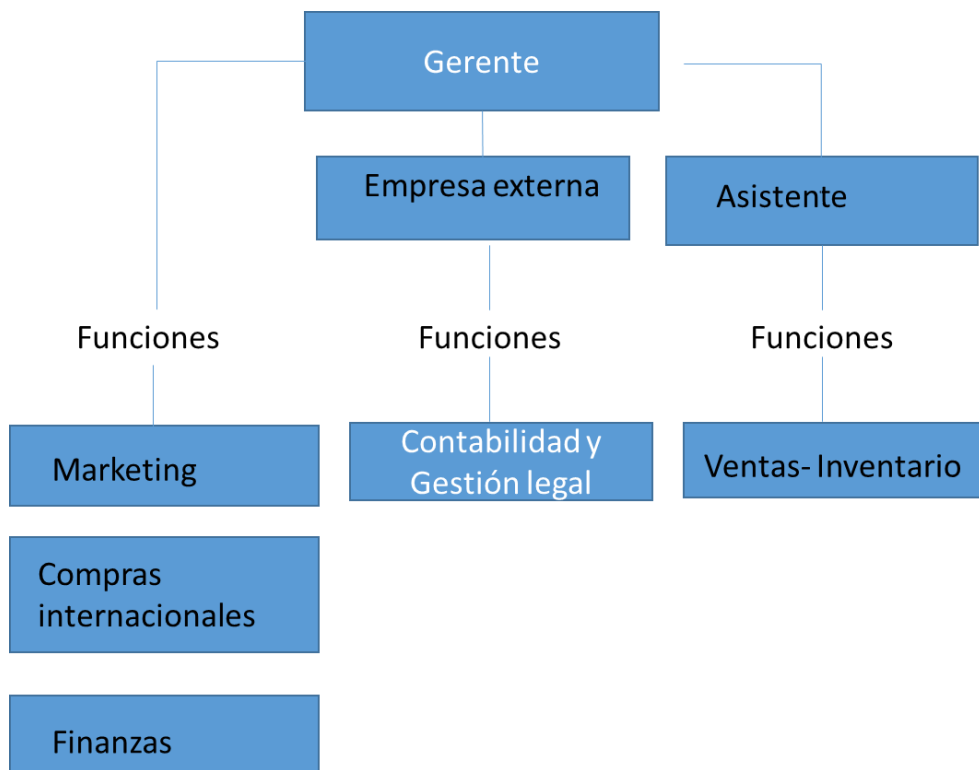 Gerente
Empresa externa
Asistente
Funciones
Funciones
Funciones
Marketing
Contabilidad y
Gestión legal
Ventas- Inventario
Compras
internacionales
Finanzas